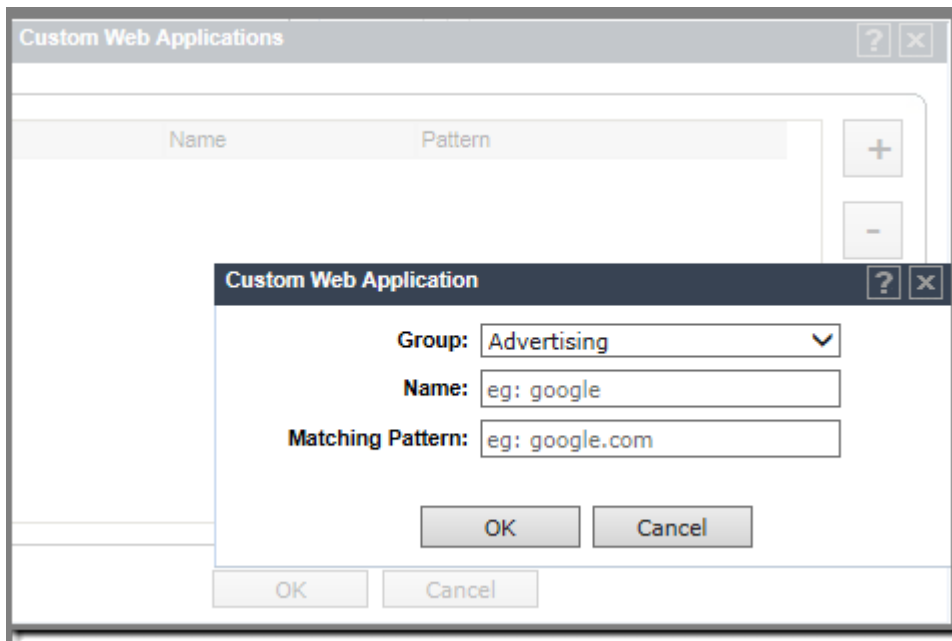 Custom Web Applications ? x
Name Pattern
+
-
Custom Web Application ? x
Group: Advertising
Name: eg: google
Matching Pattern: eg: google.com
OK Cancel
OK Cancel